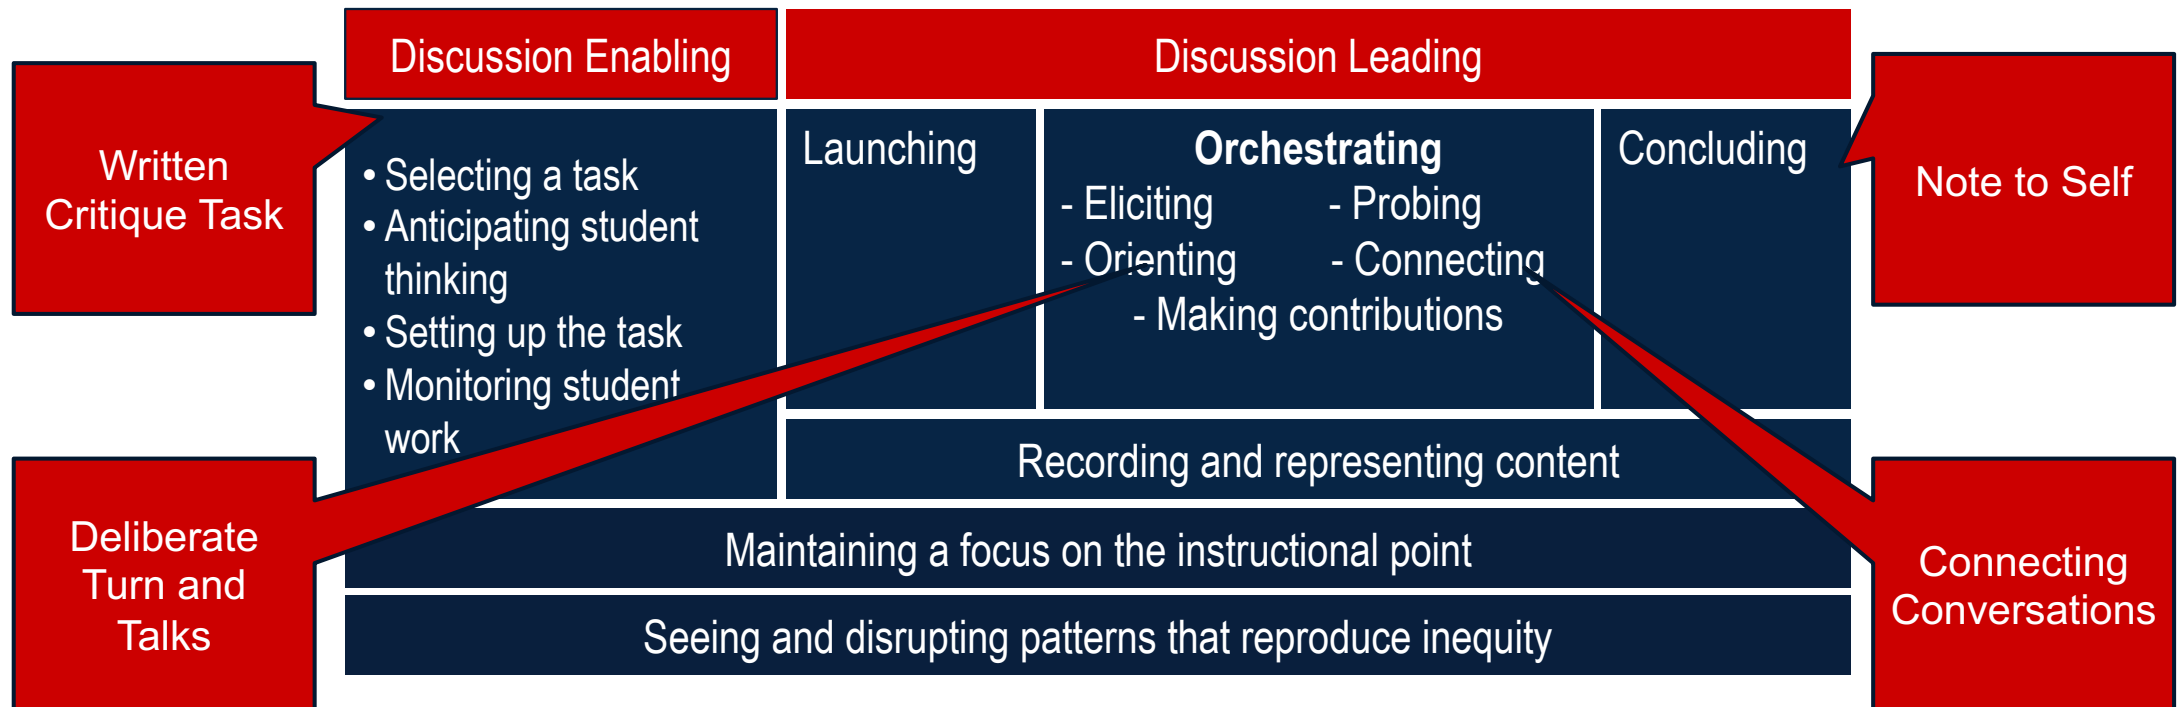 Discussion Enabling
Discussion Leading
Written
Critique Task
• Selecting a task
• Anticipating student
thinking
• Setting up the task
• Monitoring student
work
Launching
Orchestrating
- Eliciting - Probing
- Orienting - Connecting
- Making contributions
Concluding
Note to Self
Recording and representing content
Maintaining a focus on the instructional point
Seeing and disrupting patterns that reproduce inequity
Deliberate
Turn and
Talks
Connecting
Conversations